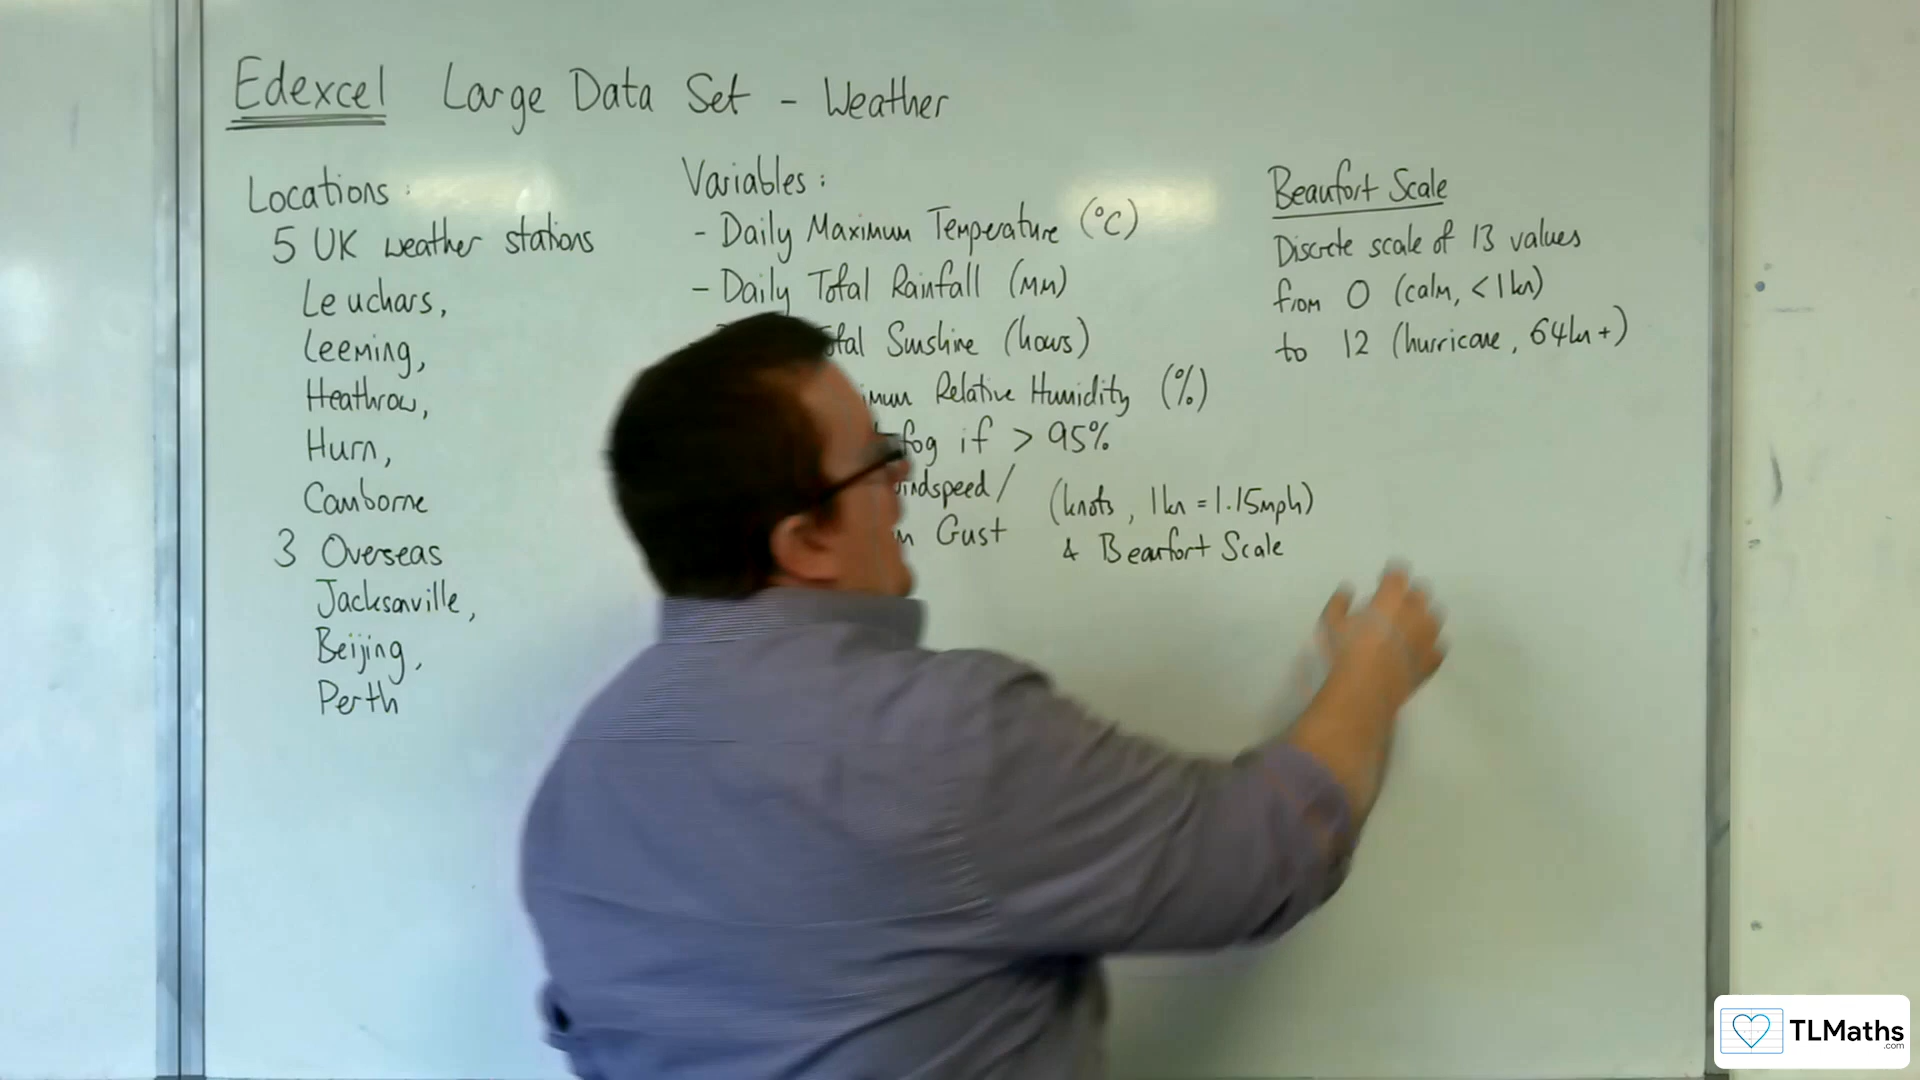 Edexcel Large Data Set - Weather
Locations:
5 UK weather stations
Leuchars,
Leeming,
Heathrow,
Hurn,
Camborne
3 Overseas
Jacksonville,
Beijing,
Perth
Variables:
- Daily Maximum Temperature (°C)
- Daily Total Rainfall (mm)
Sunshine (hours)
Relative Humidity (%)
fog if > 95%
(knots, 1kn = 1.15mph)
Gust
& Beaufort Scale
Beaufort Scale
Discrete scale of 13 values
from 0 (calm, <1kn)
to 12 (hurricane, 64kn+)
TLMaths
.com